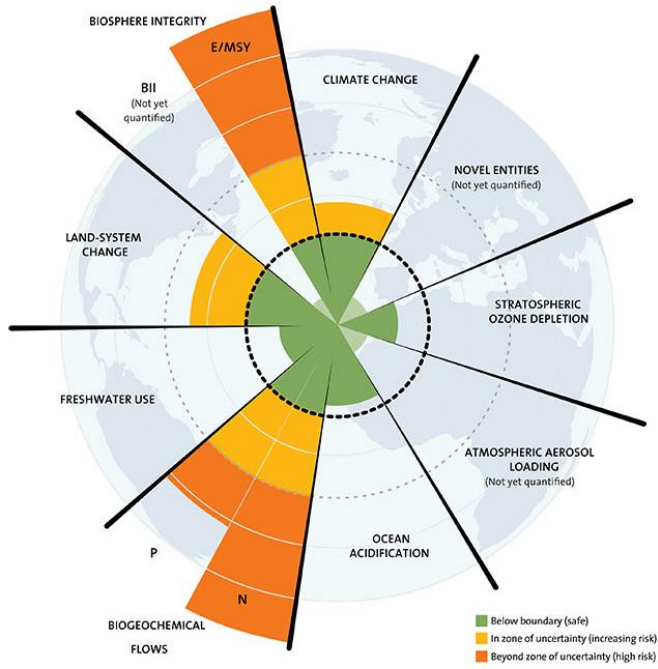 BIOSPHERE INTEGRITY
E/MSY
BII
(Not yet
quantified)
CLIMATE CHANGE
NOVEL ENTITIES
(Not yet quantified)
LAND-SYSTEM
CHANGE
STRATOSPHERIC
OZONE DEPLETION
FRESHWATER USE
ATMOSPHERIC AEROSOL
LOADING
(Not yet quantified)
OCEAN
ACIDIFICATION
P
N
BIOGEOCHEMICAL
FLOWS
Below boundary (safe)
In zone of uncertainty (increasing risk)
Beyond zone of uncertainty (high risk)